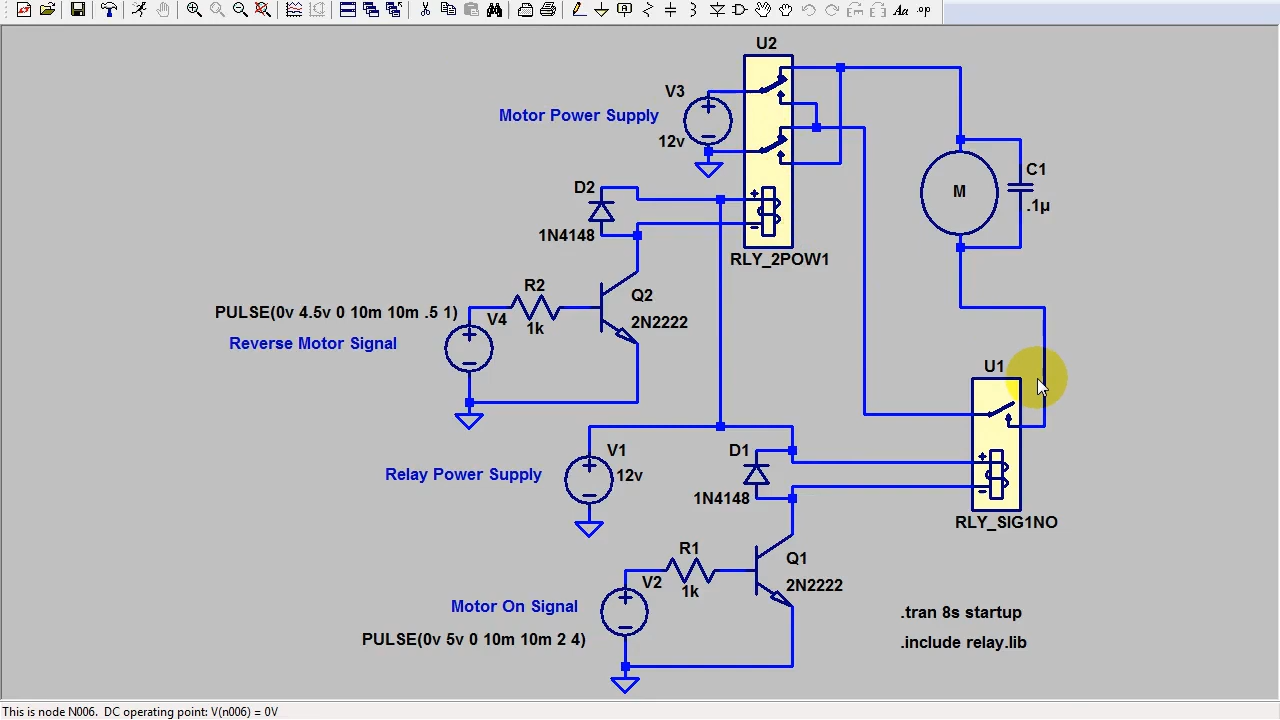 Aa .op
U2
V3
Motor Power Supply
12v
C1
M
.1µ
D2
1N4148
RLY_2POW1
R2
Q2
PULSE(0v 4.5v 0 10m 10m .5 1)
V4
1k
2N2222
Reverse Motor Signal
U1
V1
D1
Relay Power Supply
12v
1N4148
RLY_SIG1NO
R1
Q1
V2
1k
2N2222
Motor On Signal
.tran 8s startup
PULSE(0v 5v 0 10m 10m 2 4)
.include relay.lib
This is node N006. DC operating point: V(n006) = 0V